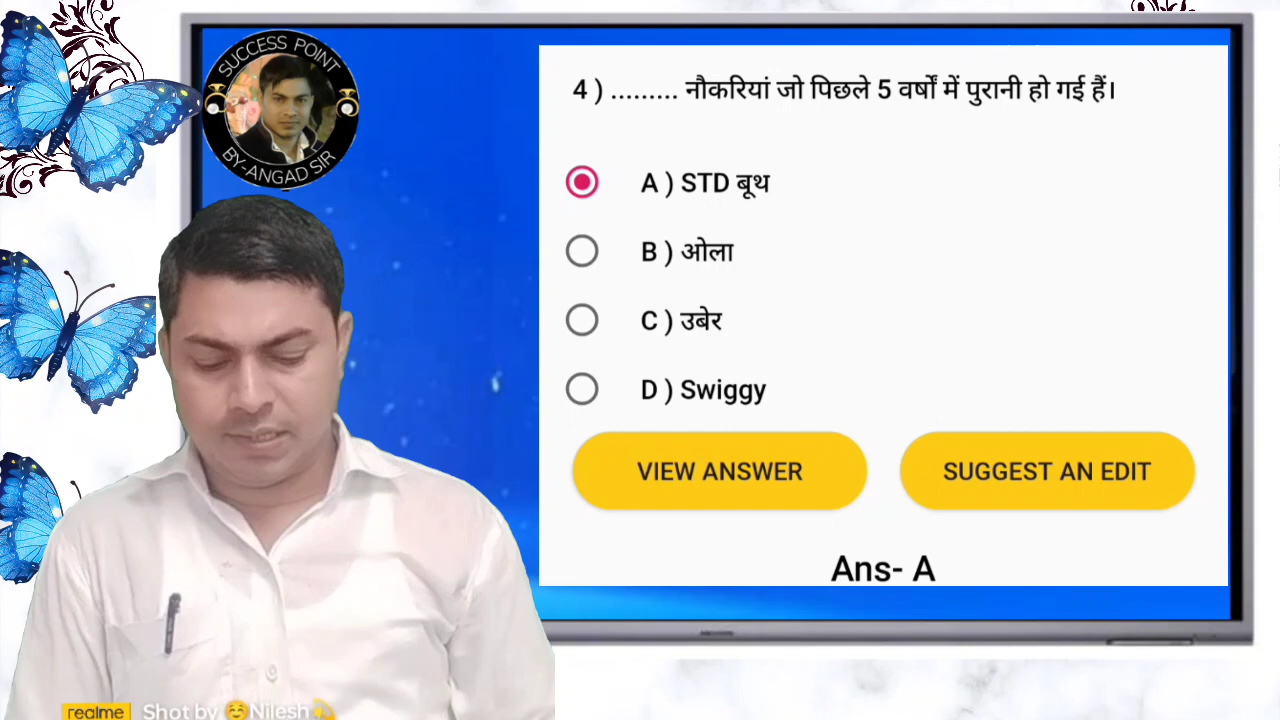 SUCCESS POINT
BY-ANGAD SIR
4 ) ......... नौकरियां जो पिछले 5 वर्षों में पुरानी हो गई हैं।
A ) STD बूथ
B ) ओला
C ) उबेर
D ) Swiggy
VIEW ANSWER
SUGGEST AN EDIT
Ans- A
realme
Shot by 😊Nilesh💫